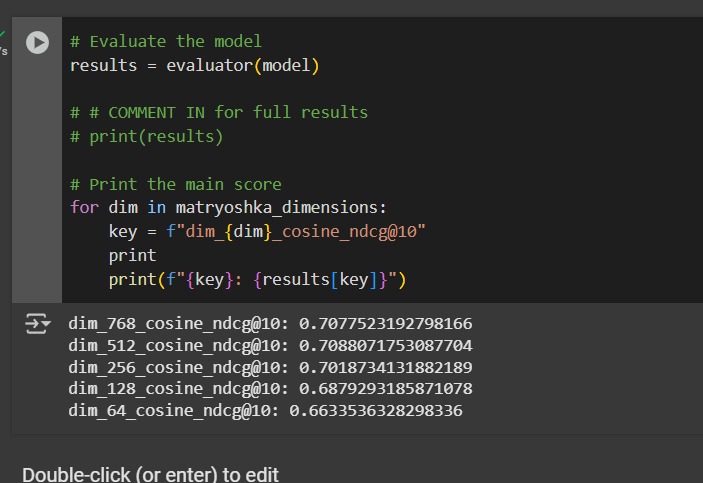 /s
# Evaluate the model
results = evaluator(model)
# # COMMENT IN for full results
# print(results)
# Print the main score
for dim in matryoshka_dimensions:
    key = f"dim_{dim}_cosine_ndcg@10"
    print
    print(f"{key}: {results[key]}")
dim_768_cosine_ndcg@10: 0.7077523192798166
dim_512_cosine_ndcg@10: 0.7088071753087704
dim_256_cosine_ndcg@10: 0.7018734131882189
dim_128_cosine_ndcg@10: 0.6879293185871078
dim_64_cosine_ndcg@10: 0.6633536328298336
Double-click (or enter) to edit